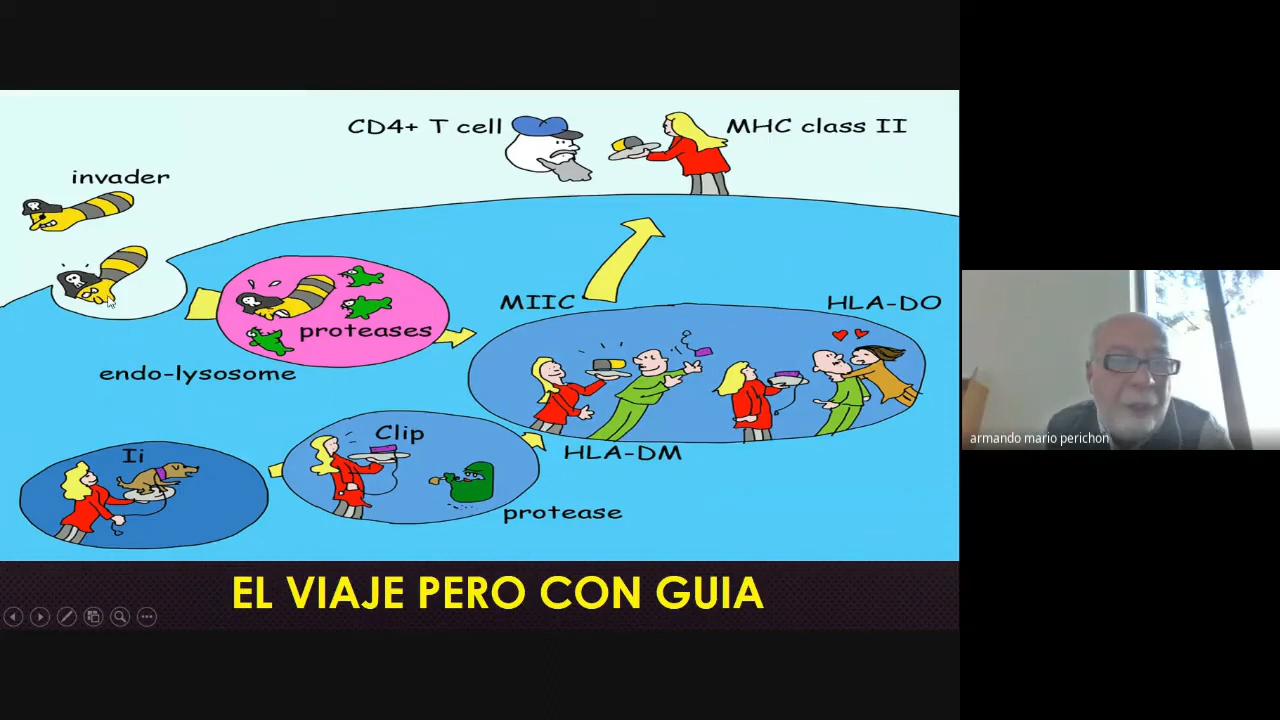 CD4+ T cell
MHC class II
invader
MIIC
HLA-DO
proteases
endo-lysosome
Clip
Ii
HLA-DM
protease
armando mario perichon
EL VIAJE PERO CON GUIA